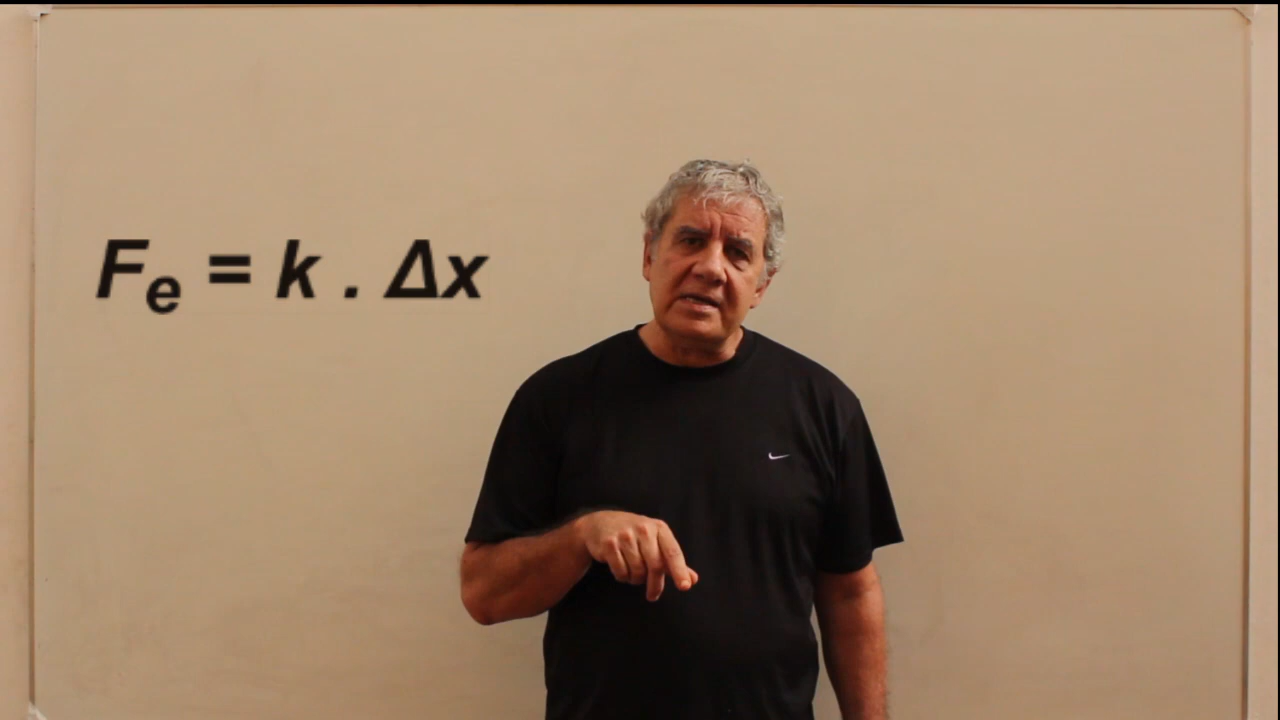 Fₑ = k . Δx